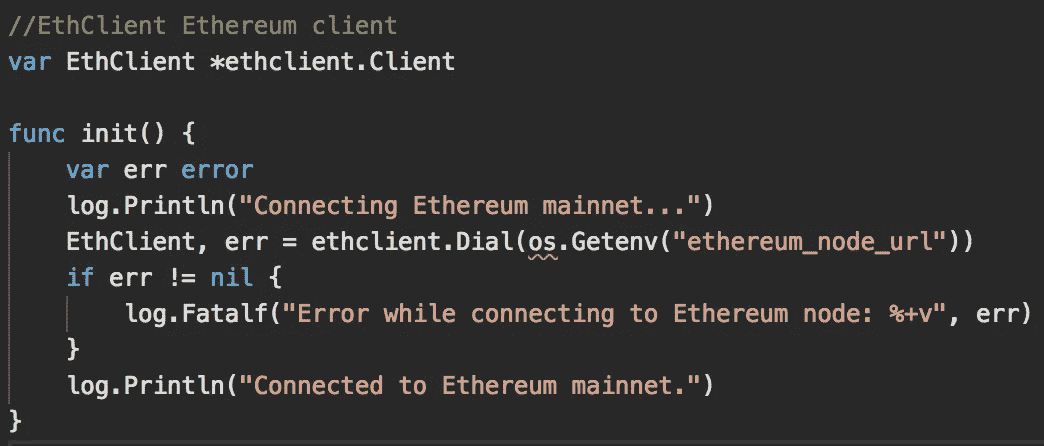 //EthClient Ethereum client
var EthClient *ethclient.Client
func init() {
var err error
log.Println("Connecting Ethereum mainnet...")
EthClient, err = ethclient.Dial(os.Getenv("ethereum_node_url"))
if err != nil {
log.Fatalf("Error while connecting to Ethereum node: %+v", err)
}
log.Println("Connected to Ethereum mainnet.")
}